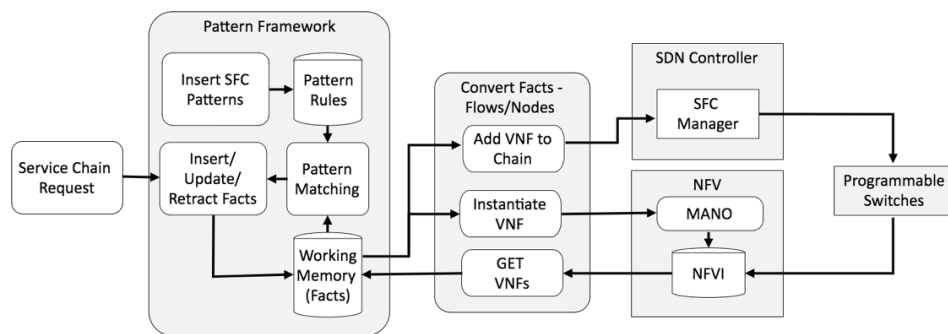 Pattern Framework
Insert SFC
Patterns
Pattern
Rules
Service Chain
Request
Insert/
Update/
Retract Facts
Pattern
Matching
Working
Memory
(Facts)
Convert Facts -
Flows/Nodes
Add VNF to
Chain
Instantiate
VNF
GET
VNFs
SDN Controller
SFC
Manager
NFV
MANO
NFVI
Programmable
Switches